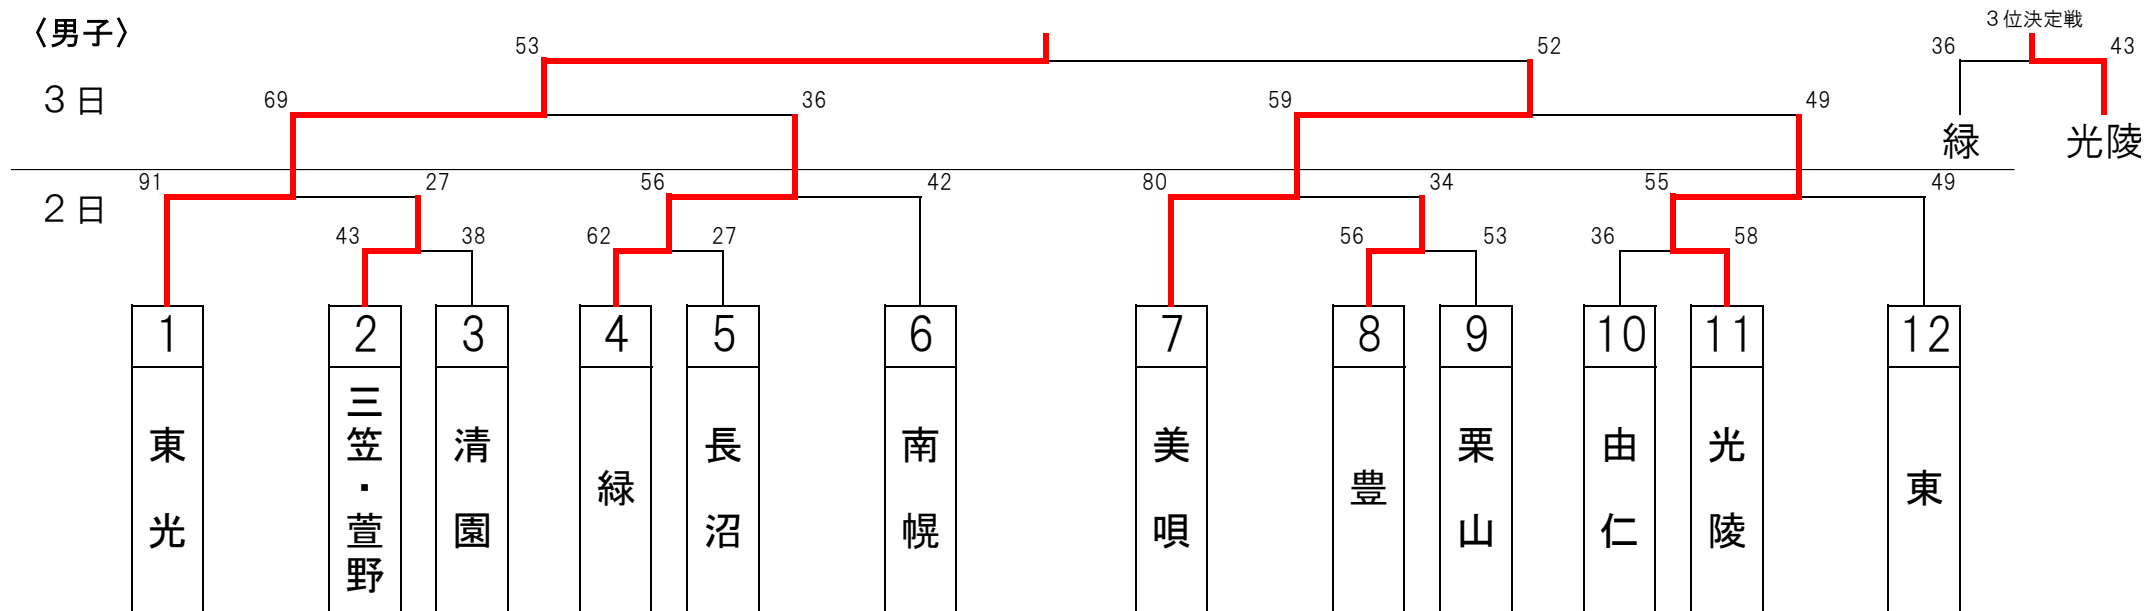 〈男子〉
3位決定戦
53 52 36 43
3日
69 36 59 49
緑 光陵
91 27 56 42 80 34 55 49
2日
43 38 62 27 56 53 36 58
1 2 3 4 5 6 7 8 9 10 11 12
東光
三笠・萱野
清園
緑
長沼
南幌
美唄
豊
栗山
由仁
光陵
東